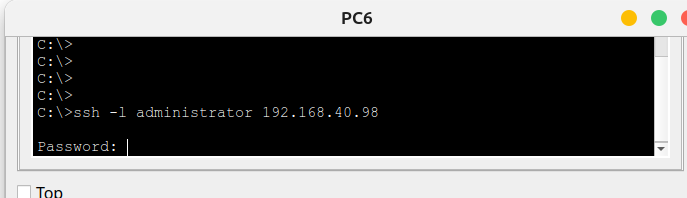 PC6
C:\>
C:\>
C:\>
C:\>
C:\>ssh -l administrator 192.168.40.98
Password:
Top